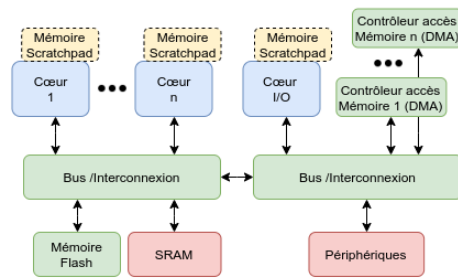 Mémoire
Scratchpad
Mémoire
Scratchpad
Mémoire
Scratchpad
Contrôleur accès
Mémoire n (DMA)
Cœur
1
Cœur
n
Cœur
I/O
Contrôleur accès
Mémoire 1 (DMA)
Bus /Interconnexion
Bus /Interconnexion
Mémoire
Flash
SRAM
Périphériques